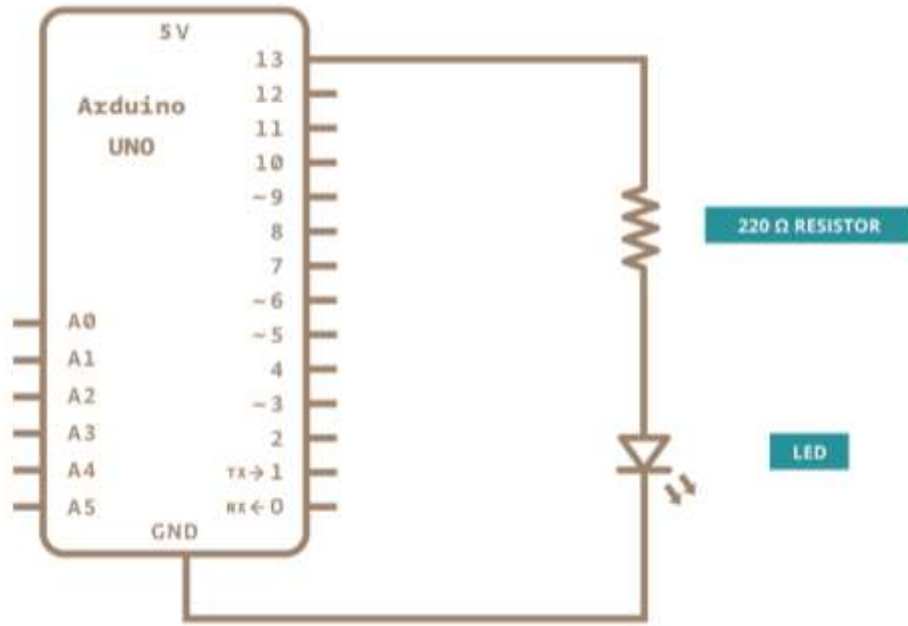 5V
Arduino
UNO
13
12
11
10
~9
8
7
~6
~5
4
~3
2
TX→1
RX←0
A0
A1
A2
A3
A4
A5
GND
220 Ω RESISTOR
LED